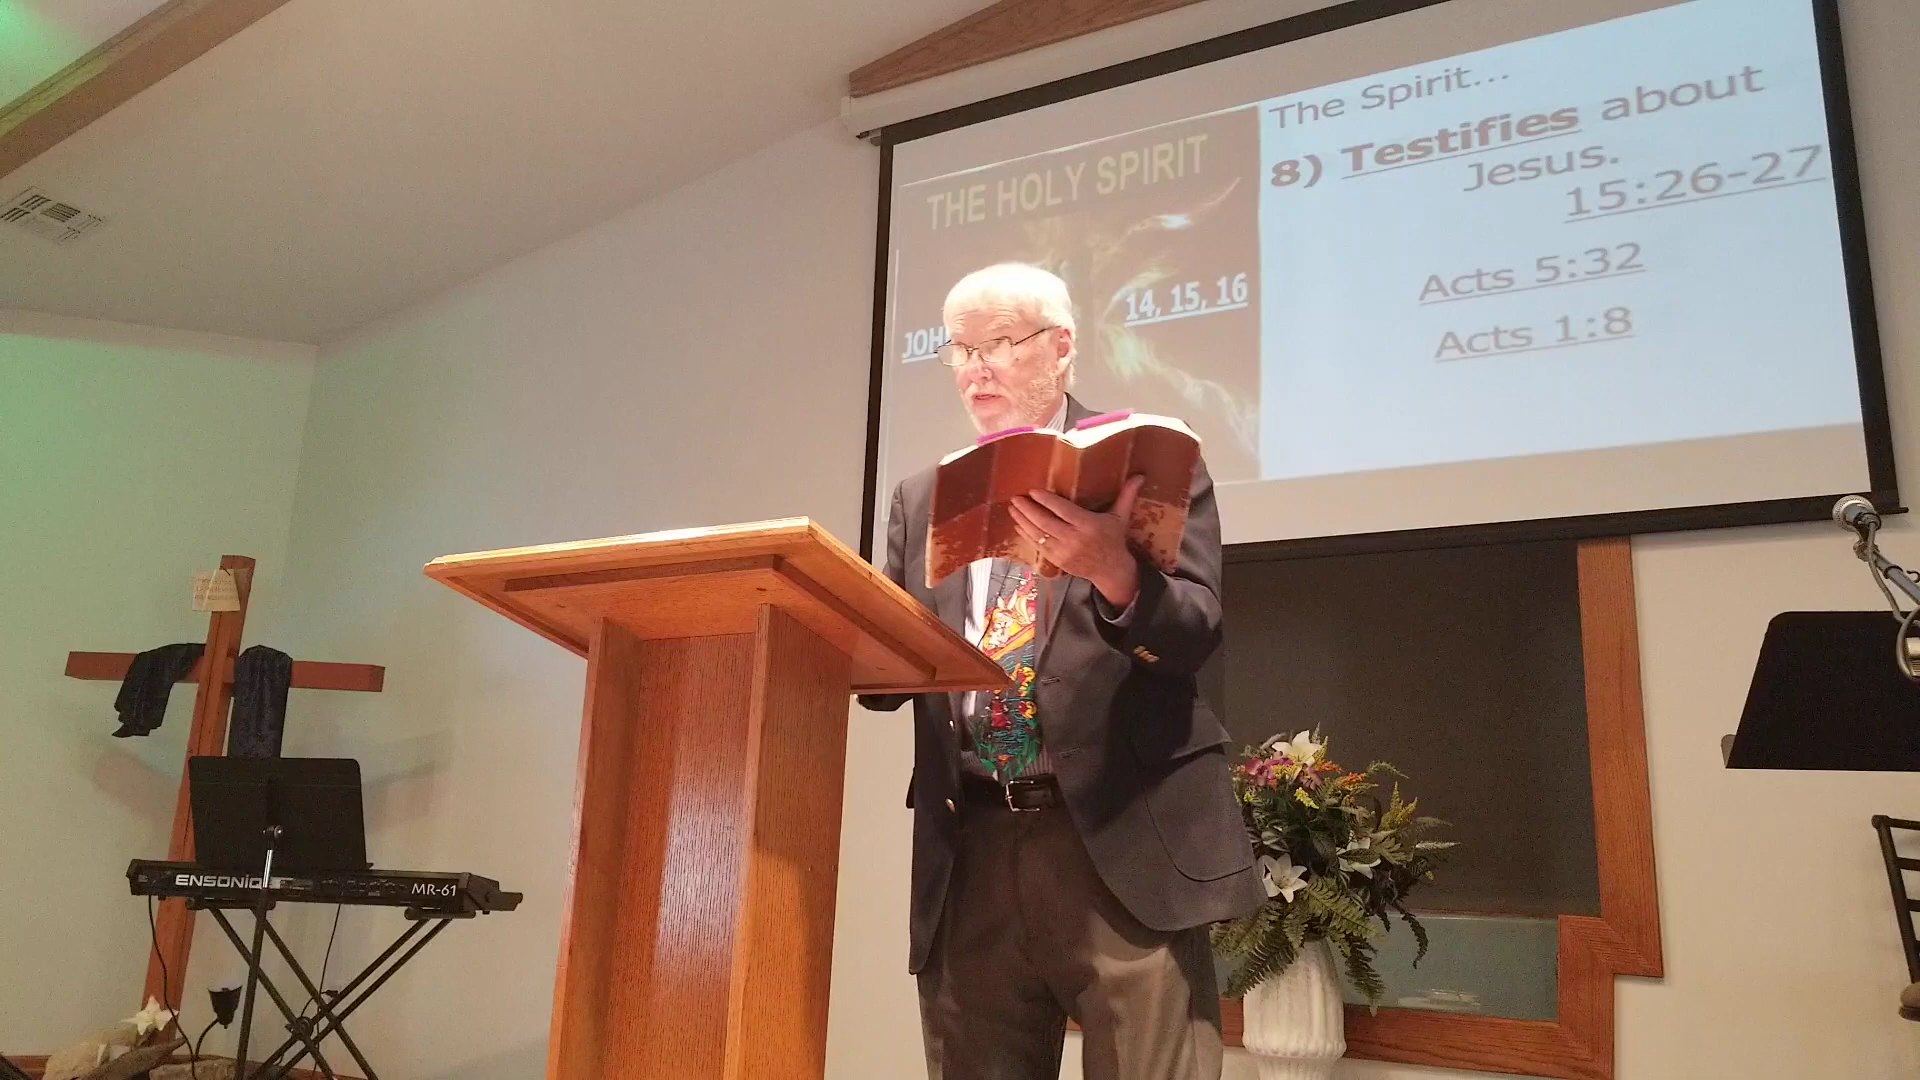 THE HOLY SPIRIT
JOH
14, 15, 16
The Spirit...
8) Testifies about
Jesus.
15:26-27
Acts 5:32
Acts 1:8
ENSONIQ
MR-61